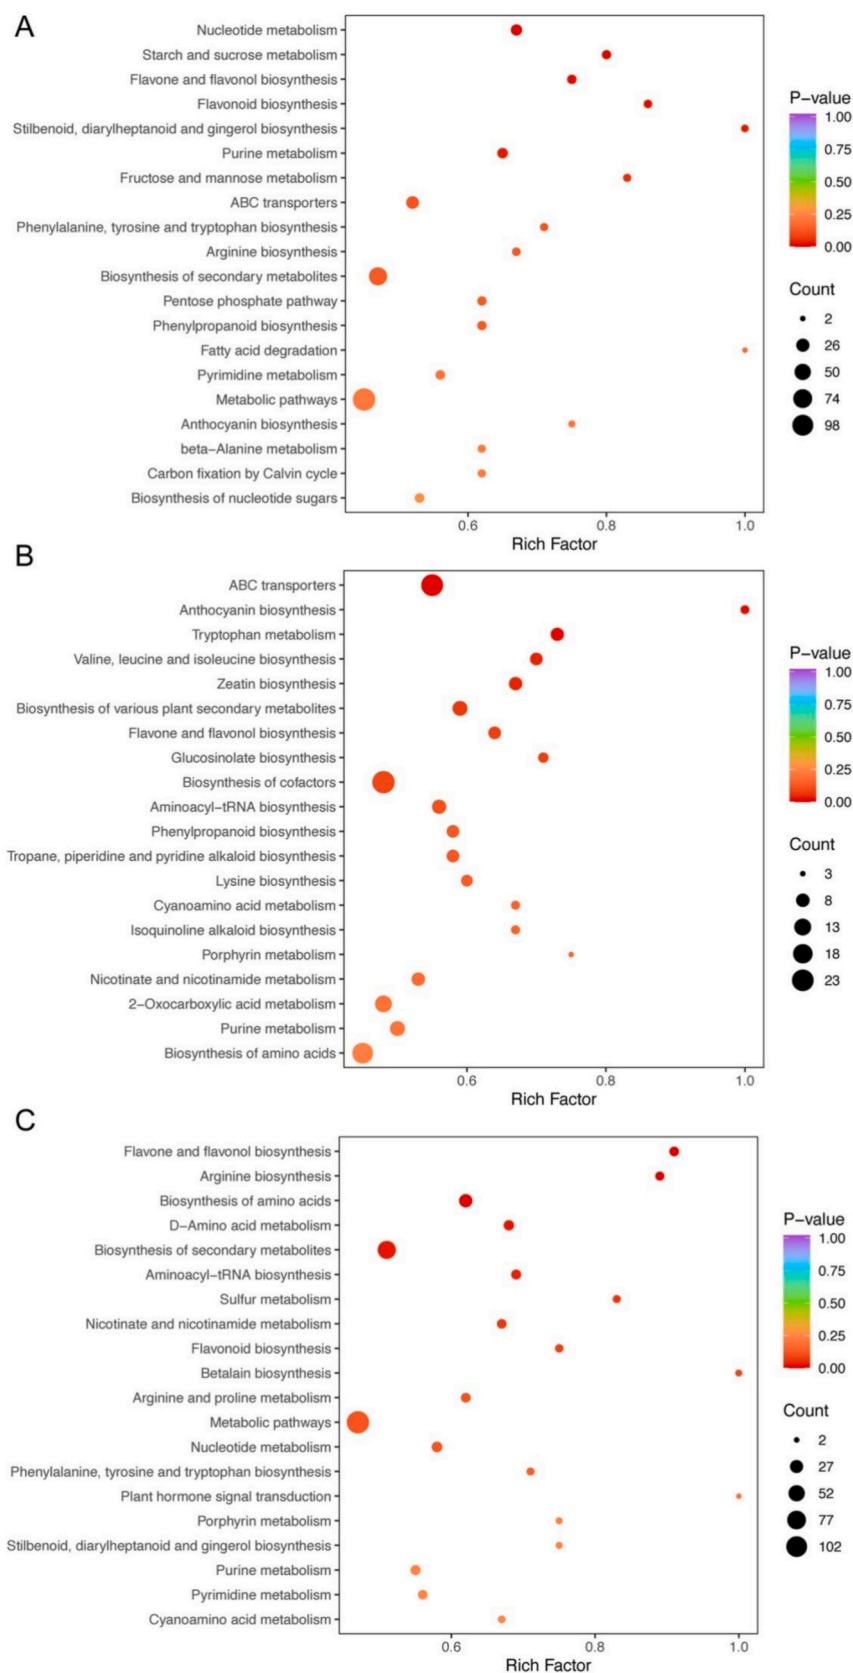 A
Nucleotide metabolism
Starch and sucrose metabolism
Flavone and flavonol biosynthesis
Flavonoid biosynthesis
Stilbenoid, diarylheptanoid and gingerol biosynthesis
Purine metabolism
Fructose and mannose metabolism
ABC transporters
Phenylalanine, tyrosine and tryptophan biosynthesis
Arginine biosynthesis
Biosynthesis of secondary metabolites
Pentose phosphate pathway
Phenylpropanoid biosynthesis
Fatty acid degradation
Pyrimidine metabolism
Metabolic pathways
Anthocyanin biosynthesis
beta−Alanine metabolism
Carbon fixation by Calvin cycle
Biosynthesis of nucleotide sugars
0.6 0.8 1.0
Rich Factor
P−value
1.00
0.75
0.50
0.25
0.00
Count
2
26
50
74
98
B
ABC transporters
Anthocyanin biosynthesis
Tryptophan metabolism
Valine, leucine and isoleucine biosynthesis
Zeatin biosynthesis
Biosynthesis of various plant secondary metabolites
Flavone and flavonol biosynthesis
Glucosinolate biosynthesis
Biosynthesis of cofactors
Aminoacyl−tRNA biosynthesis
Phenylpropanoid biosynthesis
Tropane, piperidine and pyridine alkaloid biosynthesis
Lysine biosynthesis
Cyanoamino acid metabolism
Isoquinoline alkaloid biosynthesis
Porphyrin metabolism
Nicotinate and nicotinamide metabolism
2−Oxocarboxylic acid metabolism
Purine metabolism
Biosynthesis of amino acids
0.6 0.8 1.0
Rich Factor
P−value
1.00
0.75
0.50
0.25
0.00
Count
3
8
13
18
23
C
Flavone and flavonol biosynthesis
Arginine biosynthesis
Biosynthesis of amino acids
D−Amino acid metabolism
Biosynthesis of secondary metabolites
Aminoacyl−tRNA biosynthesis
Sulfur metabolism
Nicotinate and nicotinamide metabolism
Flavonoid biosynthesis
Betalain biosynthesis
Arginine and proline metabolism
Metabolic pathways
Nucleotide metabolism
Phenylalanine, tyrosine and tryptophan biosynthesis
Plant hormone signal transduction
Porphyrin metabolism
Stilbenoid, diarylheptanoid and gingerol biosynthesis
Purine metabolism
Pyrimidine metabolism
Cyanoamino acid metabolism
0.6 0.8 1.0
Rich Factor
P−value
1.00
0.75
0.50
0.25
0.00
Count
2
27
52
77
102